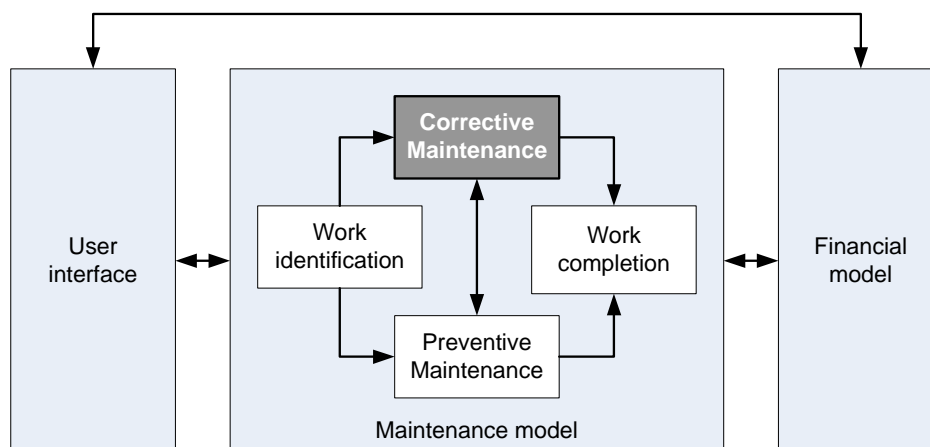 User
interface
Corrective
Maintenance
Work
identification
Work
completion
Preventive
Maintenance
Maintenance model
Financial
model